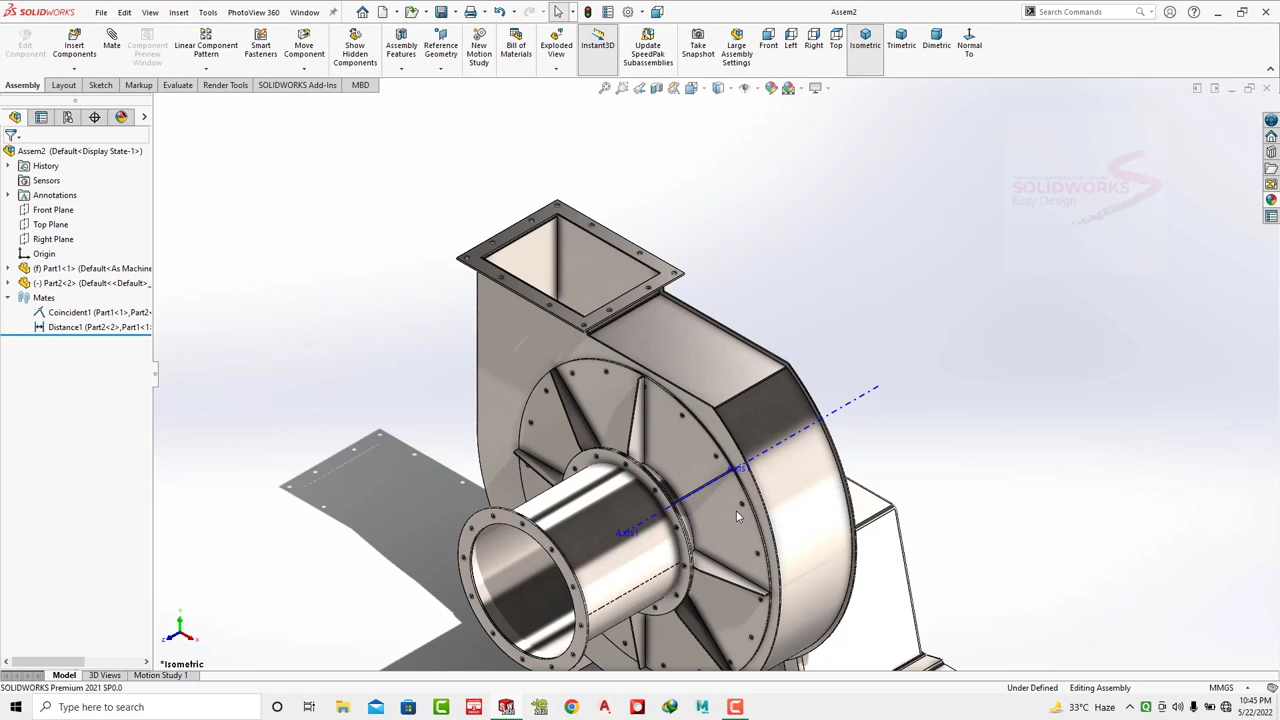 SOLIDWORKS
File Edit View Insert Tools PhotoView 360 Window
Assem2
Search Commands
Edit Component
Insert Components
Mate
Component Preview Window
Linear Component Pattern
Smart Fasteners
Move Component
Show Hidden Components
Assembly Features
Reference Geometry
New Motion Study
Bill of Materials
Exploded View
Instant3D
Update SpeedPak Subassemblies
Take Snapshot
Large Assembly Settings
Front
Left
Right
Top
Isometric
Trimetric
Dimetric
Normal To
Assembly Layout Sketch Markup Evaluate Render Tools SOLIDWORKS Add-Ins MBD
Assem2 (Default<Display State-1>)
History
Sensors
Annotations
Front Plane
Top Plane
Right Plane
Origin
(f) Part1<1> (Default<As Machine
(-) Part2<2> (Default<<Default>_
Mates
Coincident1 (Part1<1>,Part2<
Distance1 (Part2<2>,Part1<1>
SOLIDWORKS
Easy Design
Axis1
Y
Z
X
*Isometric
Model 3D Views Motion Study 1
SOLIDWORKS Premium 2021 SP0.0
Under Defined Editing Assembly MMGS
Type here to search
33°C Haze
10:45 PM
5/22/2022